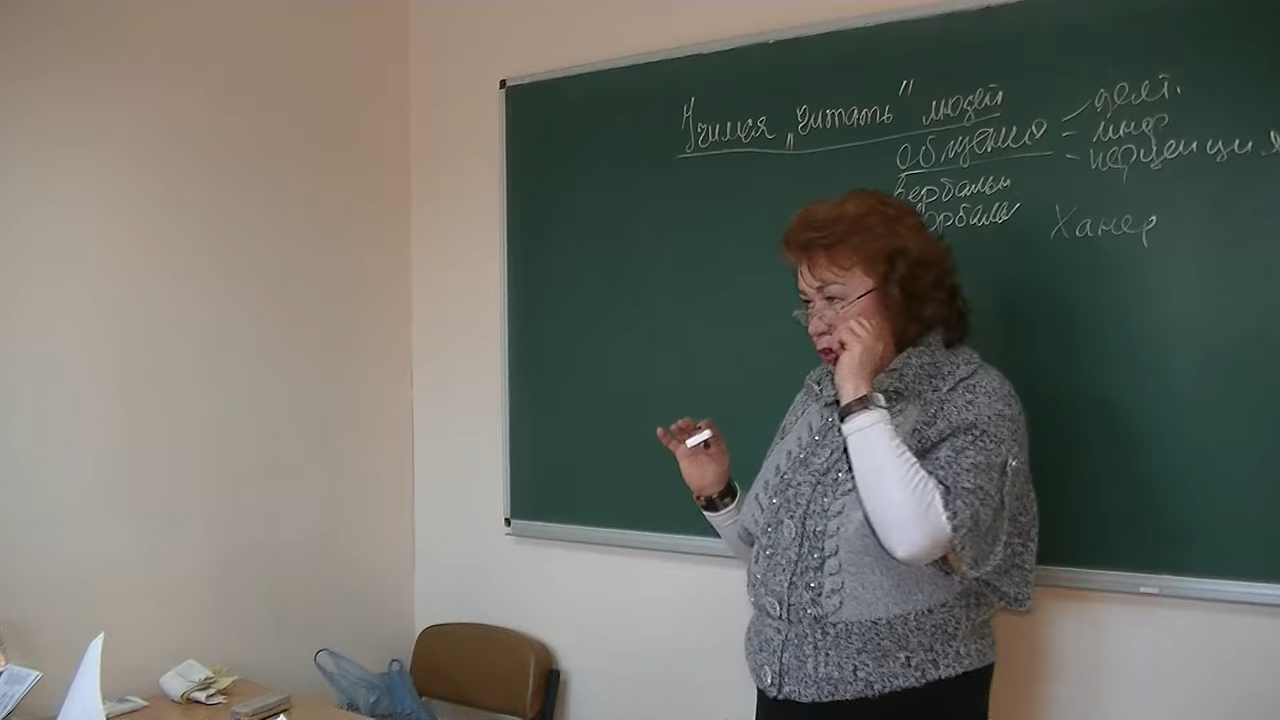 Учимся „читать" людей
общение - деят.
- инф
- перцепция
вербальн
Ханер